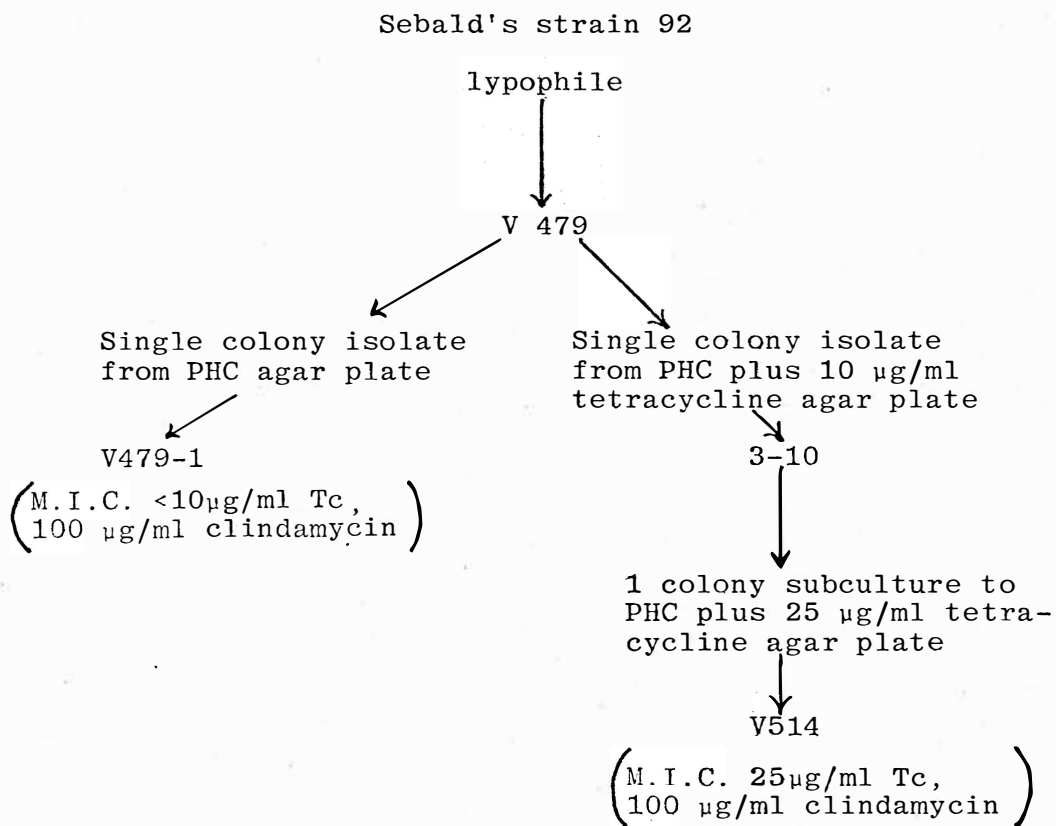 Sebald's strain 92
lypophile
V 479
Single colony isolate
from PHC agar plate
V479-1
(M.I.C. <10µg/ml Tc,
100 µg/ml clindamycin)
Single colony isolate
from PHC plus 10 µg/ml
tetracycline agar plate
3-10
1 colony subculture to
PHC plus 25 µg/ml tetra-
cycline agar plate
V514
(M.I.C. 25µg/ml Tc,
100 µg/ml clindamycin)